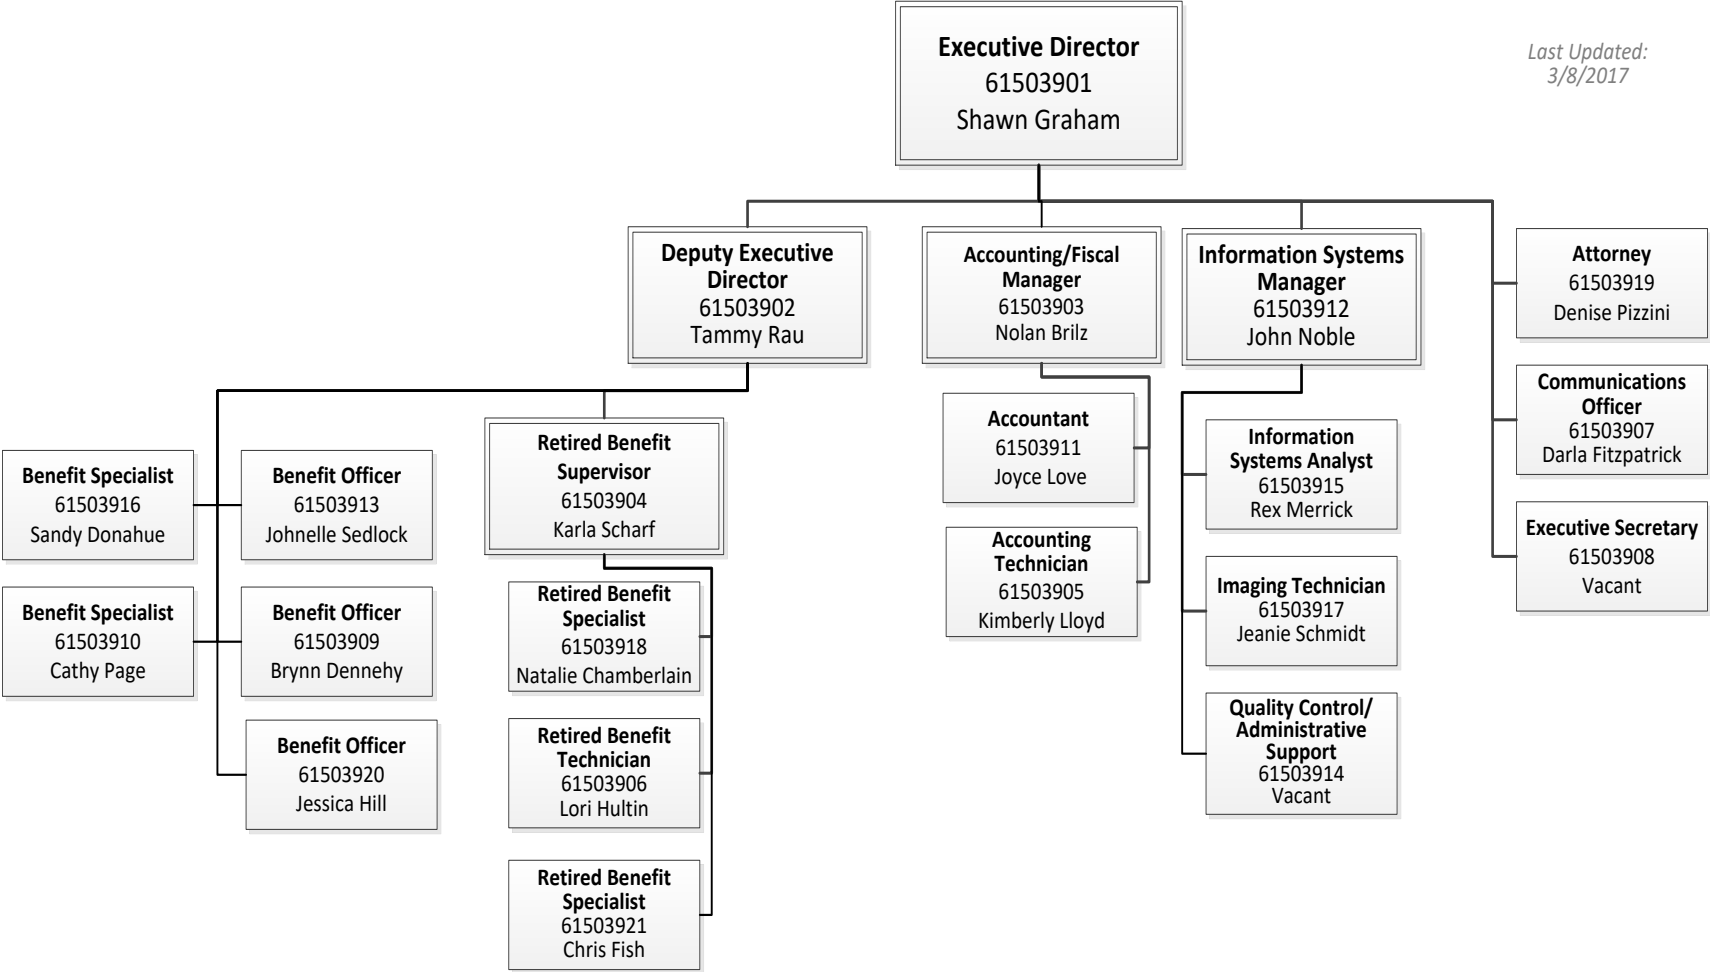 Executive Director
61503901
Shawn Graham
Last Updated:
3/8/2017
Deputy Executive
Director
61503902
Tammy Rau
Accounting/Fiscal
Manager
61503903
Nolan Brilz
Information Systems
Manager
61503912
John Noble
Attorney
61503919
Denise Pizzini
Communications
Officer
61503907
Darla Fitzpatrick
Executive Secretary
61503908
Vacant
Benefit Specialist
61503916
Sandy Donahue
Benefit Officer
61503913
Johnelle Sedlock
Benefit Specialist
61503910
Cathy Page
Benefit Officer
61503909
Brynn Dennehy
Benefit Officer
61503920
Jessica Hill
Retired Benefit
Supervisor
61503904
Karla Scharf
Retired Benefit
Specialist
61503918
Natalie Chamberlain
Retired Benefit
Technician
61503906
Lori Hultin
Retired Benefit
Specialist
61503921
Chris Fish
Accountant
61503911
Joyce Love
Accounting
Technician
61503905
Kimberly Lloyd
Information
Systems Analyst
61503915
Rex Merrick
Imaging Technician
61503917
Jeanie Schmidt
Quality Control/
Administrative
Support
61503914
Vacant